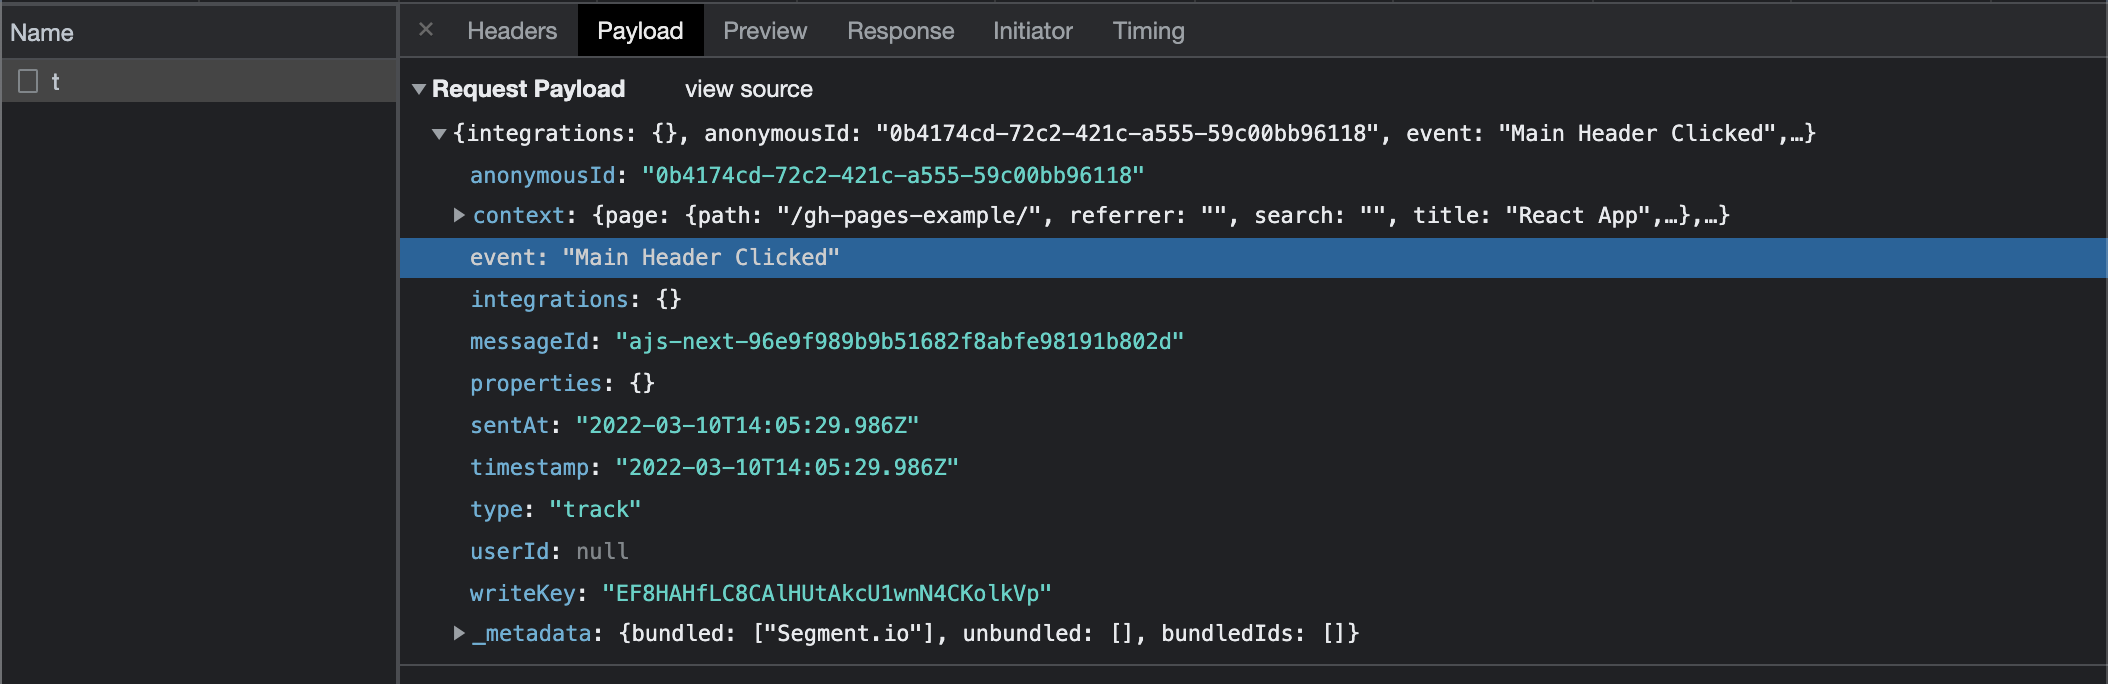 Name
t
× Headers Payload Preview Response Initiator Timing
Request Payload view source
{integrations: {}, anonymousId: "0b4174cd-72c2-421c-a555-59c00bb96118", event: "Main Header Clicked",…}
anonymousId: "0b4174cd-72c2-421c-a555-59c00bb96118"
context: {page: {path: "/gh-pages-example/", referrer: "", search: "", title: "React App",…},…}
event: "Main Header Clicked"
integrations: {}
messageId: "ajs-next-96e9f989b9b51682f8abfe98191b802d"
properties: {}
sentAt: "2022-03-10T14:05:29.986Z"
timestamp: "2022-03-10T14:05:29.986Z"
type: "track"
userId: null
writeKey: "EF8HAHfLC8CAlHUtAkcU1wnN4CKolkVp"
_metadata: {bundled: ["Segment.io"], unbundled: [], bundledIds: []}